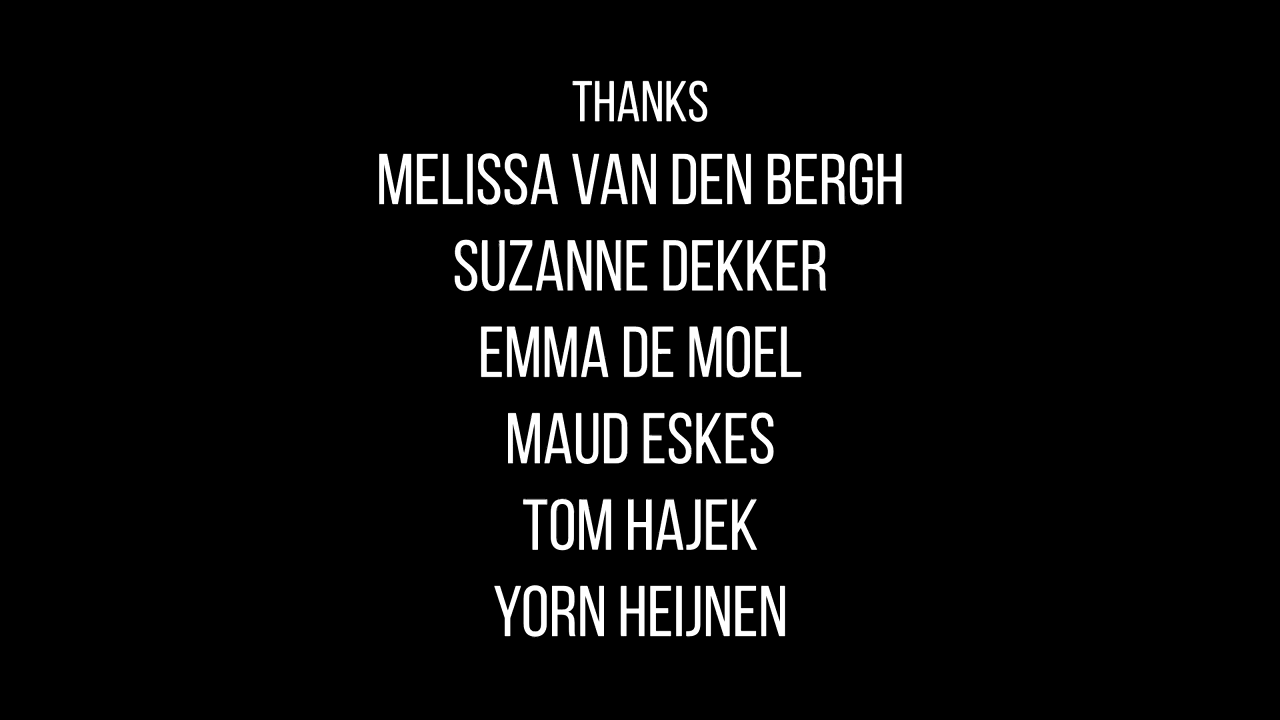 THANKS
MELISSA VAN DEN BERGH
SUZANNE DEKKER
EMMA DE MOEL
MAUD ESKES
TOM HAJEK
YORN HEIJNEN